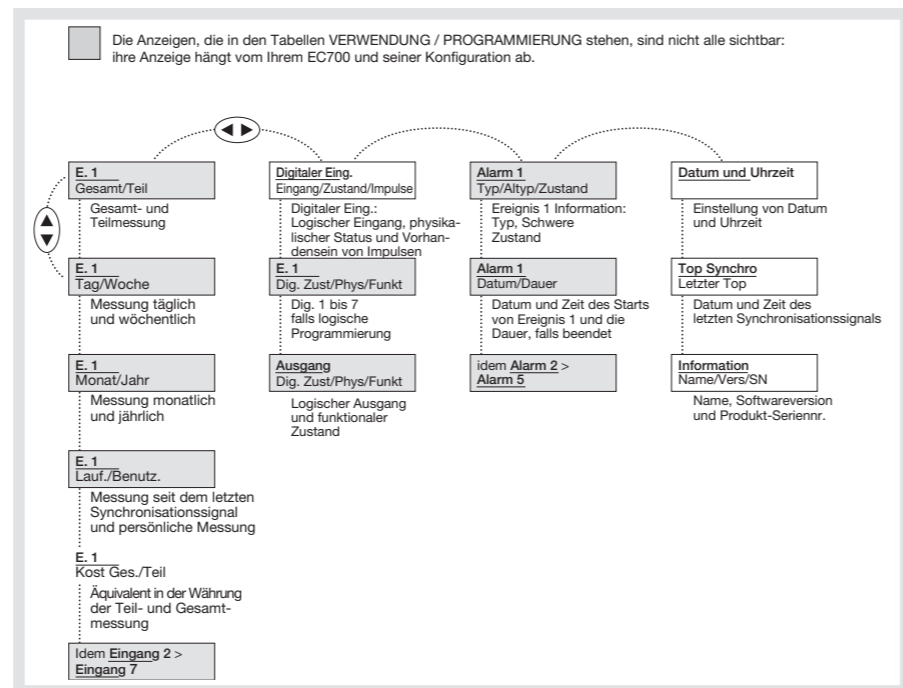 Die Anzeigen, die in den Tabellen VERWENDUNG / PROGRAMMIERUNG stehen, sind nicht alle sichtbar:
ihre Anzeige hängt vom Ihrem EC700 und seiner Konfiguration ab.
E. 1
Gesamt/Teil
Gesamt- und
Teilmessung
E. 1
Tag/Woche
Messung täglich
und wöchentlich
E. 1
Monat/Jahr
Messung monatlich
und jährlich
E. 1
Lauf./Benutz.
Messung seit dem letzten
Synchronisationssignal
und persönliche Messung
E. 1
Kost Ges./Teil
Äquivalent in der Währung
der Teil- und Gesamt-
messung
Idem Eingang 2 >
Eingang 7
Digitaler Eing.
Eingang/Zustand/Impulse
Digitaler Eing.:
Logischer Eingang, physika-
lischer Status und Vorhan-
densein von Impulsen
E. 1
Dig. Zust/Phys/Funkt
Dig. 1 bis 7
falls logische
Programmierung
Ausgang
Dig. Zust/Phys/Funkt
Logischer Ausgang
und funktionaler
Zustand
Alarm 1
Typ/Altyp/Zustand
Ereignis 1 Information:
Typ, Schwere
Zustand
Alarm 1
Datum/Dauer
Datum und Zeit des Starts
von Ereignis 1 und die
Dauer, falls beendet
idem Alarm 2 >
Alarm 5
Datum und Uhrzeit
Einstellung von Datum
und Uhrzeit
Top Synchro
Letzter Top
Datum und Zeit des
letzten Synchronisationssignals
Information
Name/Vers/SN
Name, Softwareversion
und Produkt-Seriennr.